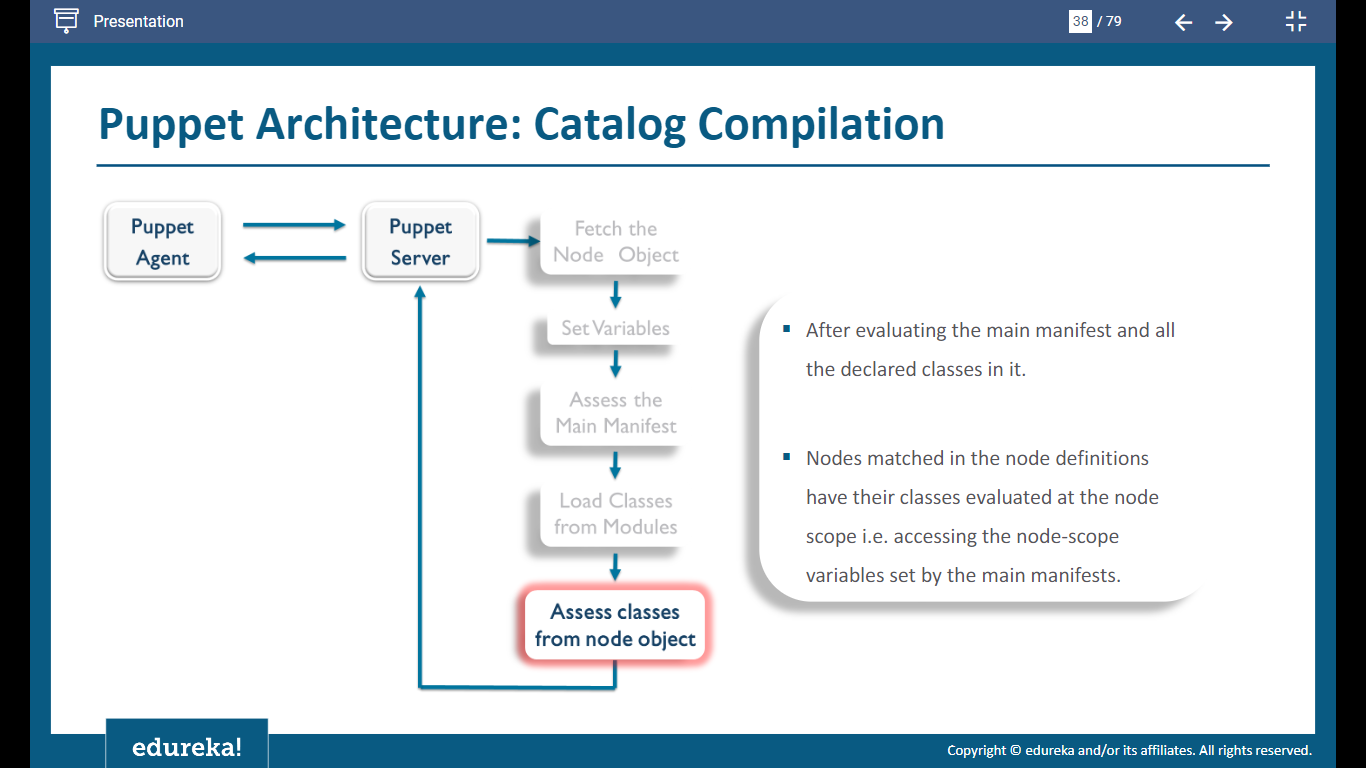 Presentation
38 / 79
Puppet Architecture: Catalog Compilation
Puppet
Agent
Puppet
Server
Fetch the
Node Object
Set Variables
Assess the
Main Manifest
Load Classes
from Modules
Assess classes
from node object
After evaluating the main manifest and all
the declared classes in it.
Nodes matched in the node definitions
have their classes evaluated at the node
scope i.e. accessing the node-scope
variables set by the main manifests.
edureka!
Copyright © edureka and/or its affiliates. All rights reserved.